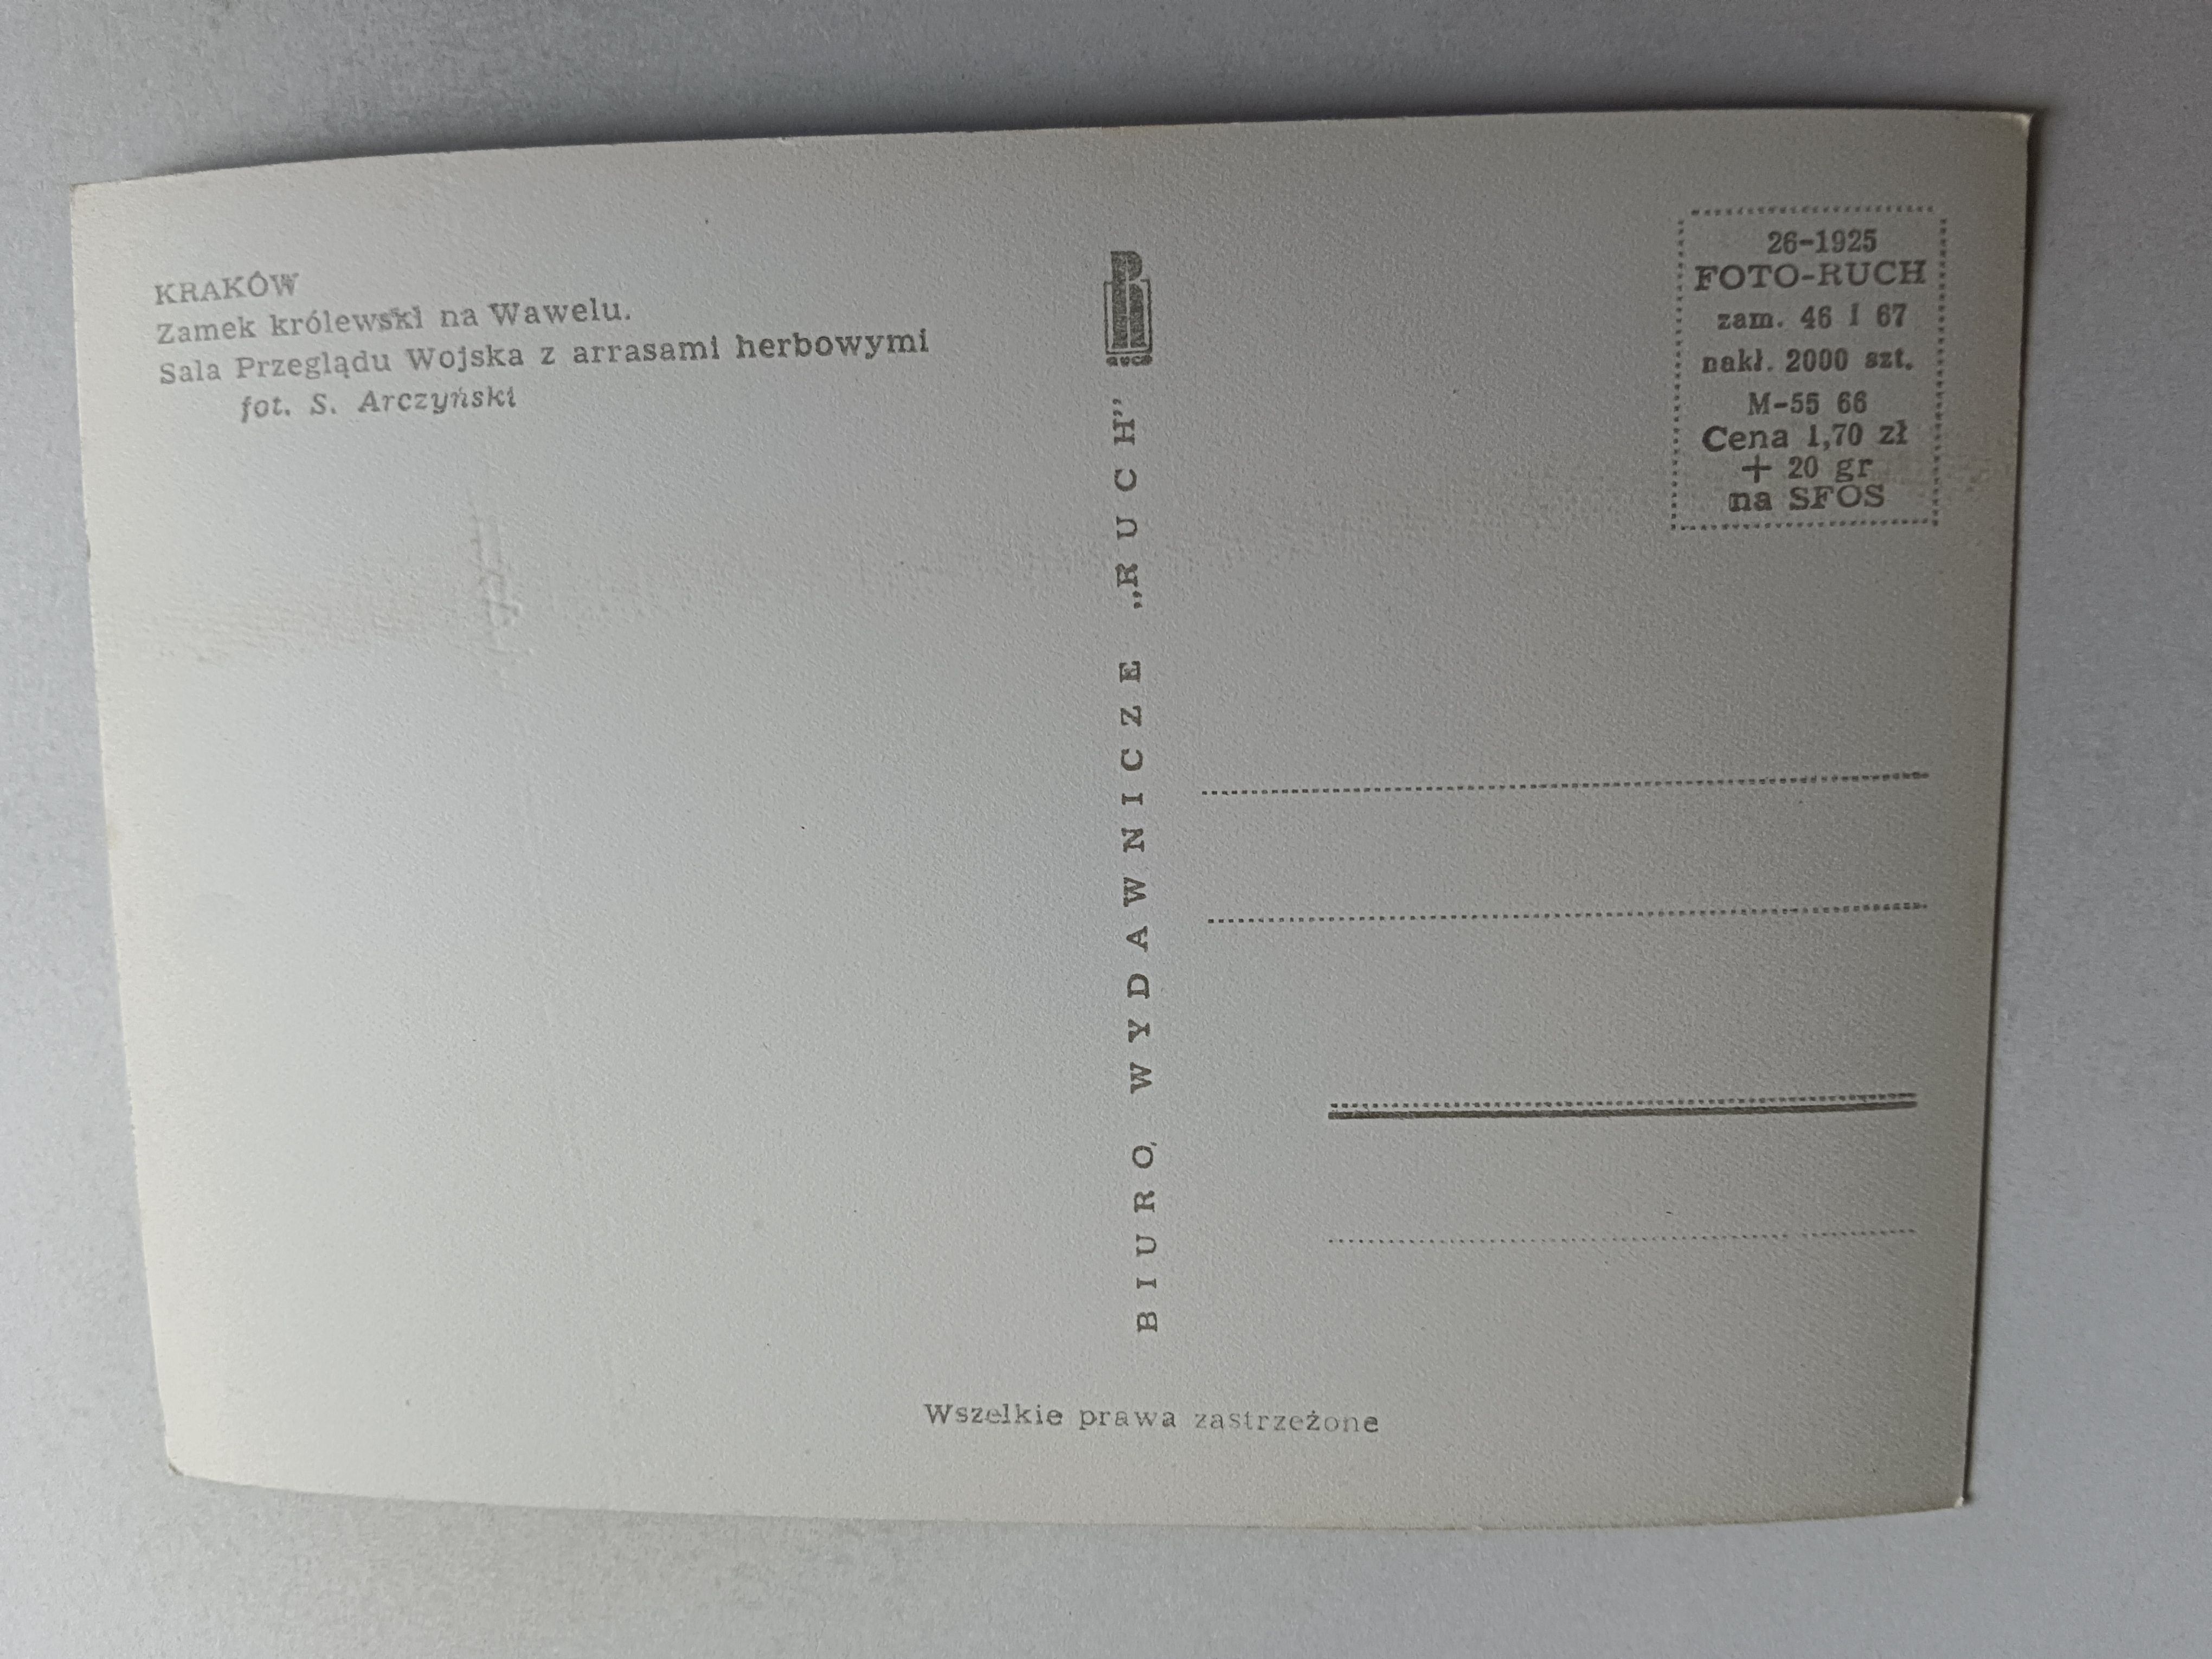 KRAKÓW
Zamek królewski na Wawelu.
Sala Przeglądu Wojska z arrasami herbowymi
fot. S. Arczyński
RUCH
BIURO WYDAWNICZE „RUCH”
26-1925
FOTO-RUCH
zam. 46 I 67
nakł. 2000 szt.
M-55 66
Cena 1,70 zł
+ 20 gr
na SFOS
Wszelkie prawa zastrzeżone